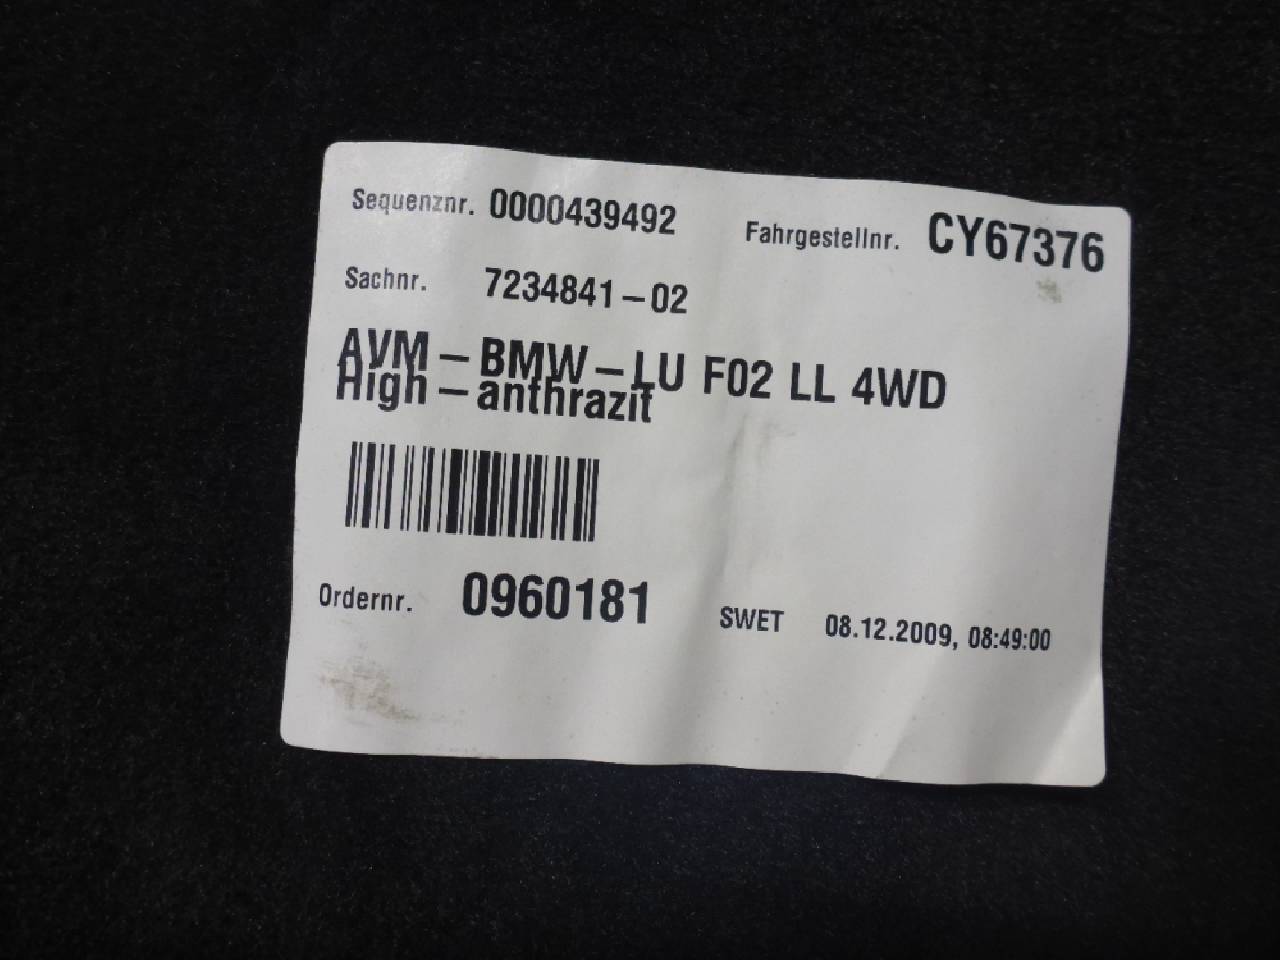 Sequenznr. 0000439492 Fahrgestellnr. CY67376
Sachnr. 7234841-02
AVM-BMW-LU F02 LL 4WD
High-anthrazit
Ordernr. 0960181 SWET 08.12.2009, 08:49:00